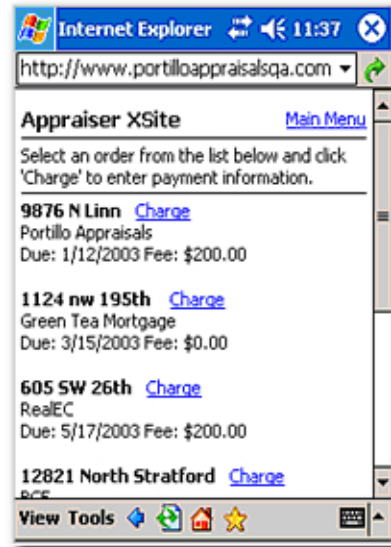 Internet Explorer 11:37
http://www.portilloappraisalsqa.com
Appraiser XSite Main Menu
Select an order from the list below and click
'Charge' to enter payment information.
9876 N Linn Charge
Portillo Appraisals
Due: 1/12/2003 Fee: $200.00
1124 nw 195th Charge
Green Tea Mortgage
Due: 3/15/2003 Fee: $0.00
605 SW 26th Charge
RealEC
Due: 5/17/2003 Fee: $200.00
12821 North Stratford Charge
View Tools